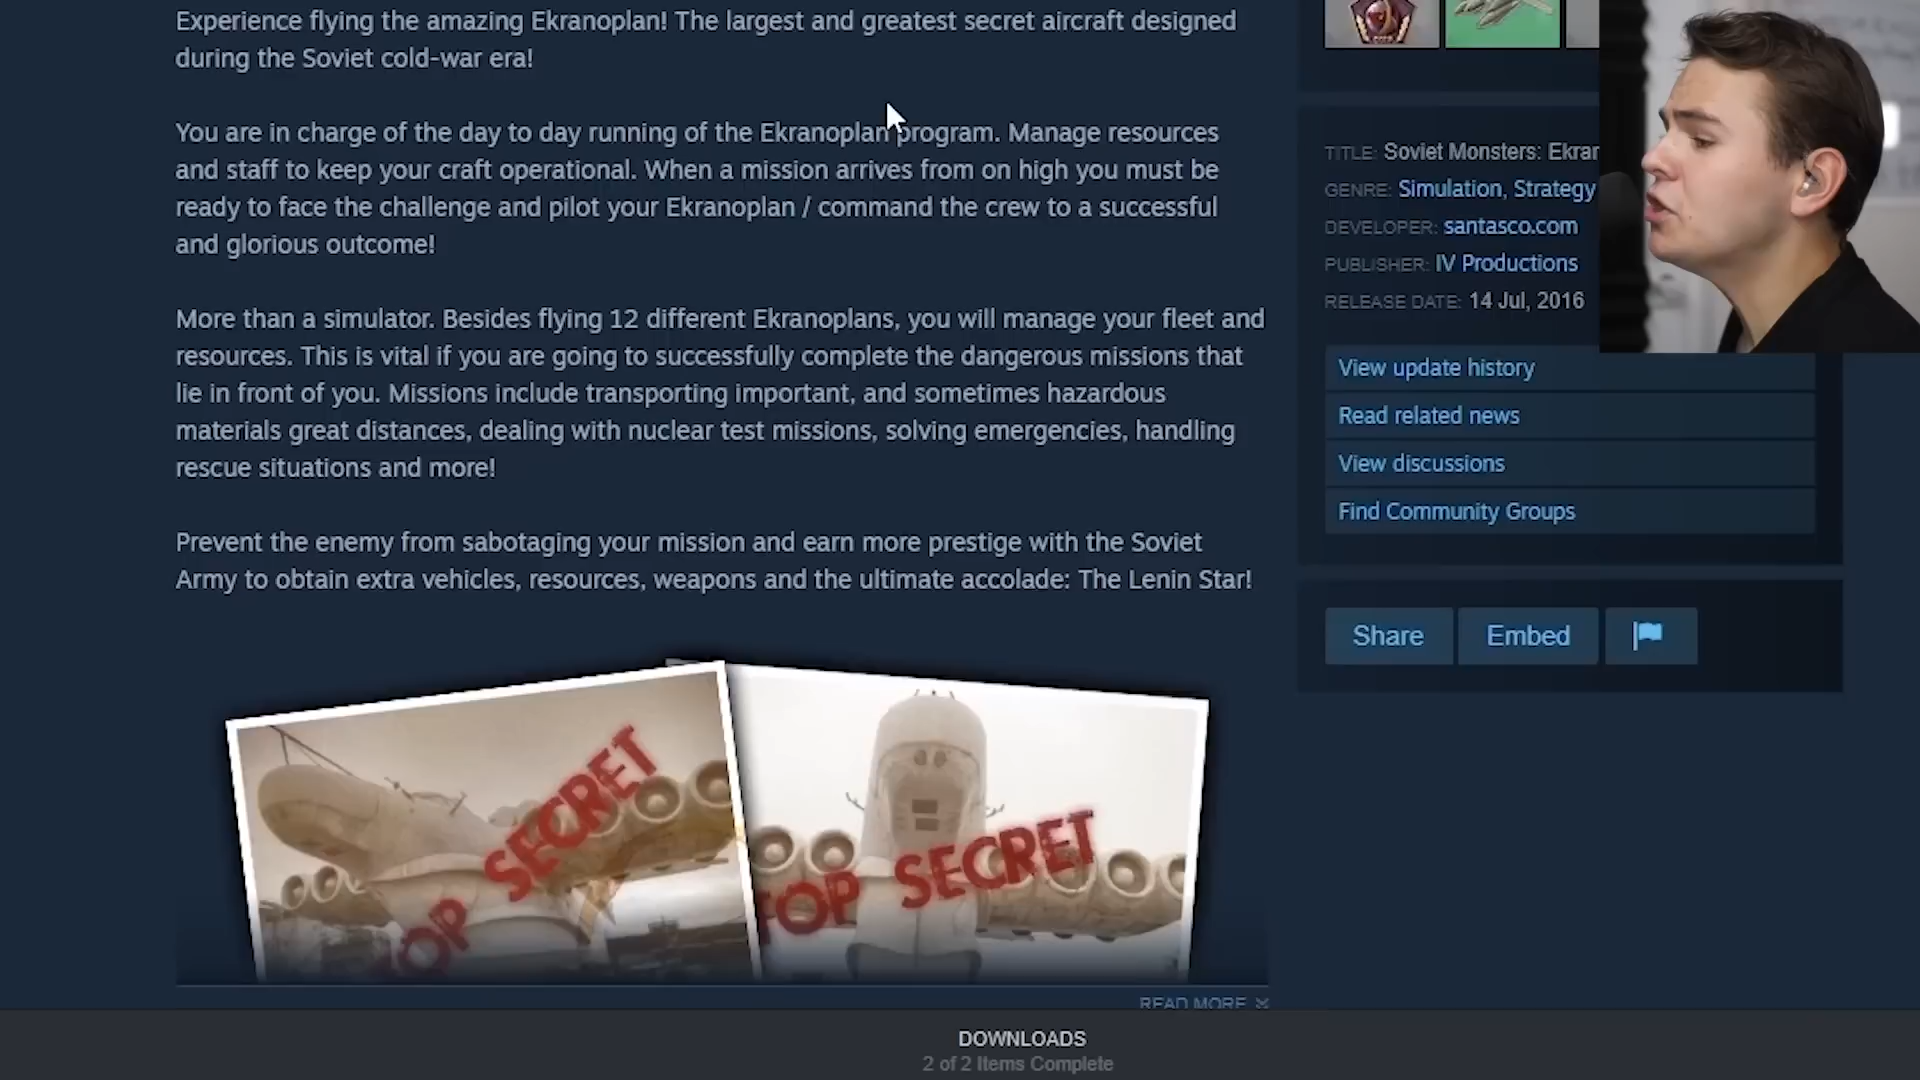 Experience flying the amazing Ekranoplan! The largest and greatest secret aircraft designed
during the Soviet cold-war era!
You are in charge of the day to day running of the Ekranoplan program. Manage resources
and staff to keep your craft operational. When a mission arrives from on high you must be
ready to face the challenge and pilot your Ekranoplan / command the crew to a successful
and glorious outcome!
More than a simulator. Besides flying 12 different Ekranoplans, you will manage your fleet and
resources. This is vital if you are going to successfully complete the dangerous missions that
lie in front of you. Missions include transporting important, and sometimes hazardous
materials great distances, dealing with nuclear test missions, solving emergencies, handling
rescue situations and more!
Prevent the enemy from sabotaging your mission and earn more prestige with the Soviet
Army to obtain extra vehicles, resources, weapons and the ultimate accolade: The Lenin Star!
TOP SECRET
TOP SECRET
READ MORE
TITLE: Soviet Monsters: Ekran
GENRE: Simulation, Strategy
DEVELOPER: santasco.com
PUBLISHER: IV Productions
RELEASE DATE: 14 Jul, 2016
View update history
Read related news
View discussions
Find Community Groups
Share Embed
DOWNLOADS
2 of 2 Items Complete